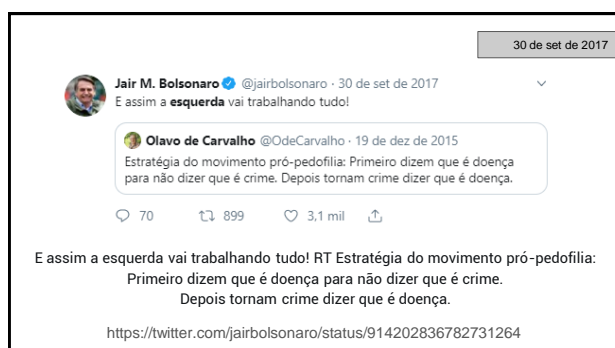 30 de set de 2017
Jair M. Bolsonaro @jairbolsonaro · 30 de set de 2017
E assim a esquerda vai trabalhando tudo!
Olavo de Carvalho @OdeCarvalho · 19 de dez de 2015
Estratégia do movimento pró-pedofilia: Primeiro dizem que é doença
para não dizer que é crime. Depois tornam crime dizer que é doença.
70 899 3,1 mil
E assim a esquerda vai trabalhando tudo! RT Estratégia do movimento pró-pedofilia:
Primeiro dizem que é doença para não dizer que é crime.
Depois tornam crime dizer que é doença.
https://twitter.com/jairbolsonaro/status/914202836782731264